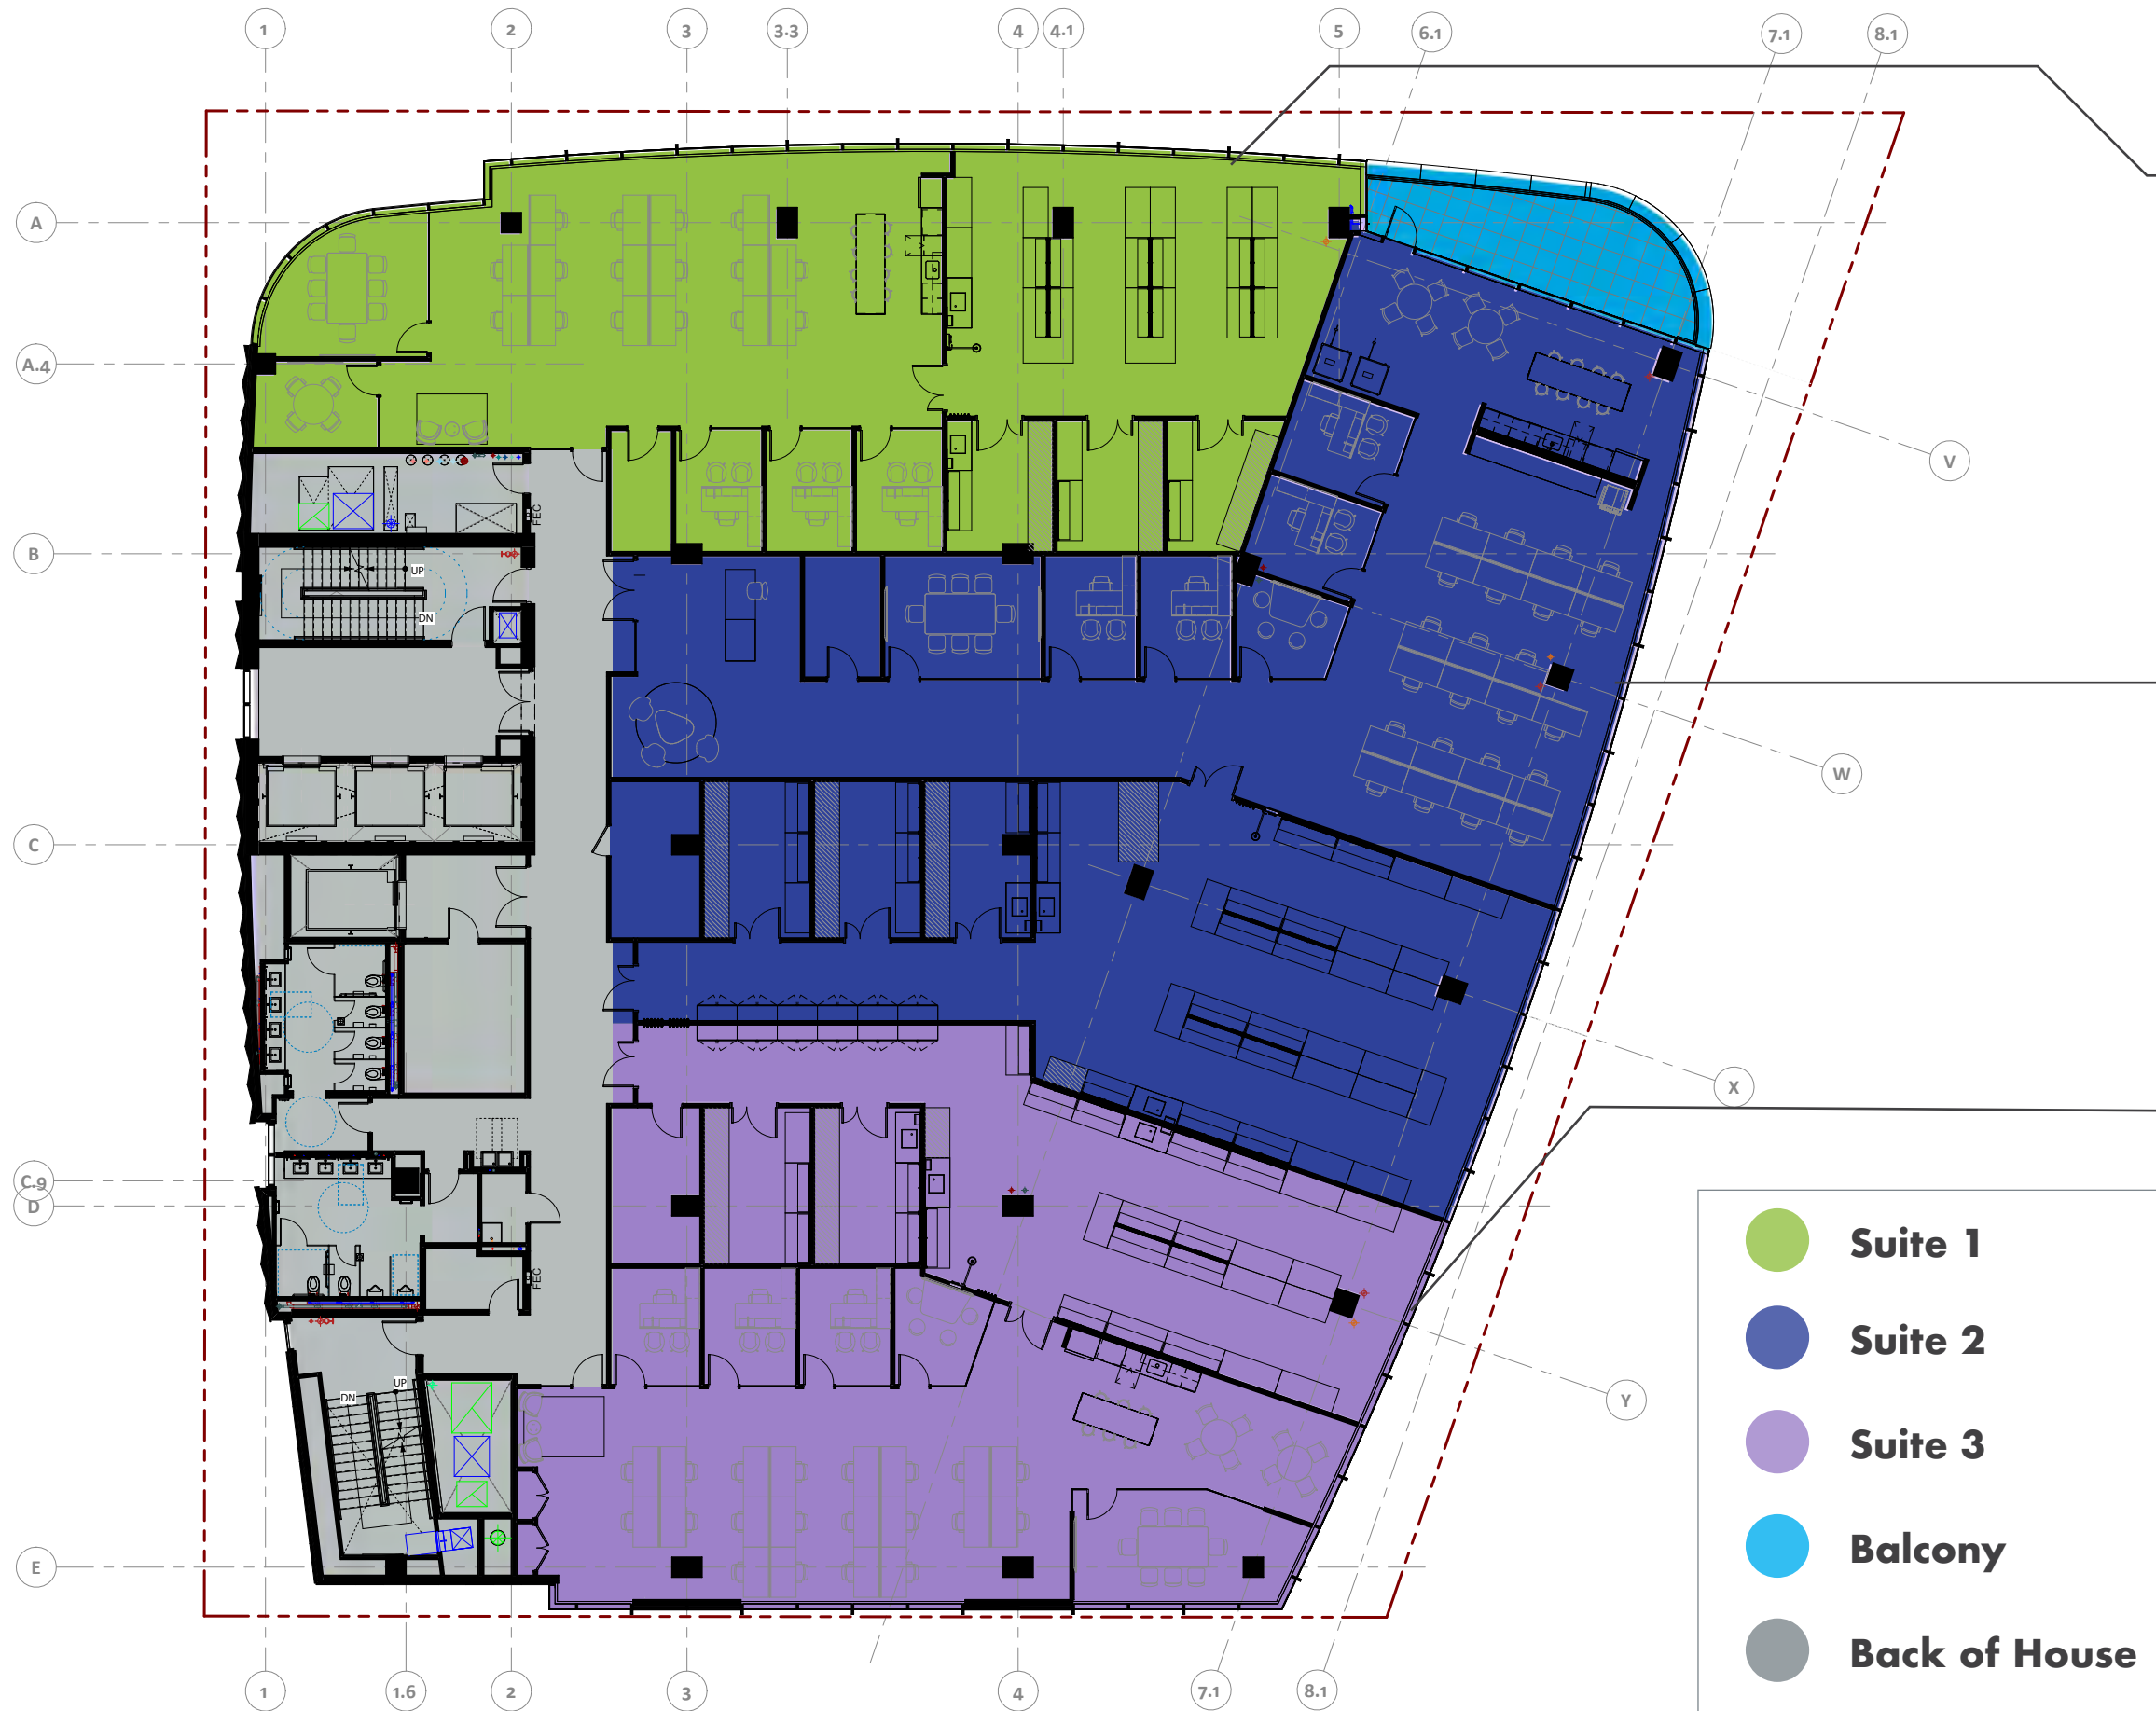 1 2 3 3.3 4 4.1 5 6.1 7.1 8.1
A
A.4
V
FEC
B
UP
DN
W
C
X
C.9
D
Suite 1
FEC
Suite 2
UP
DN
Y
Suite 3
Balcony
E
Back of House
1 1.6 2 3 4 7.1 8.1